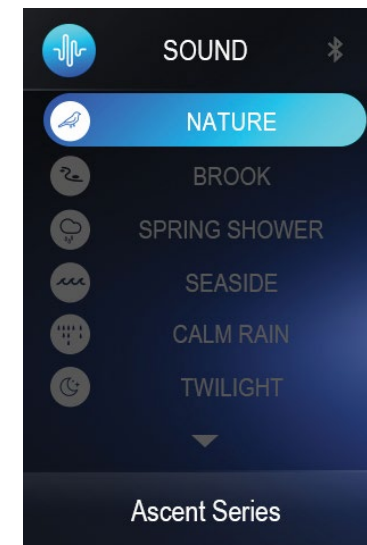 SOUND
NATURE
BROOK
SPRING SHOWER
SEASIDE
CALM RAIN
TWILIGHT
Ascent Series